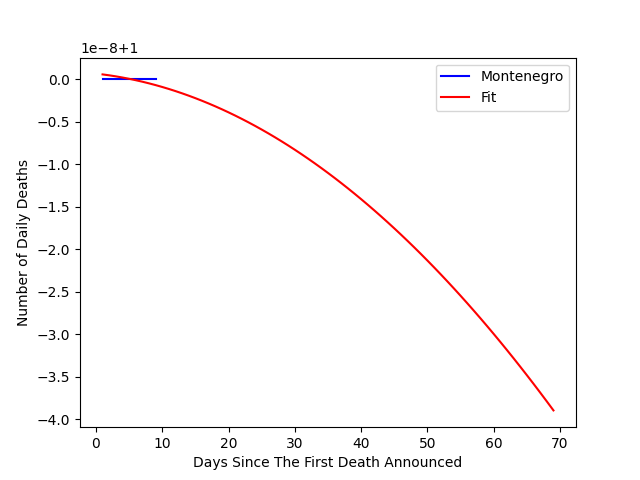 1e−8+1
0.0
−0.5
−1.0
−1.5
−2.0
−2.5
−3.0
−3.5
−4.0
Number of Daily Deaths
Montenegro
Fit
0 10 20 30 40 50 60 70
Days Since The First Death Announced